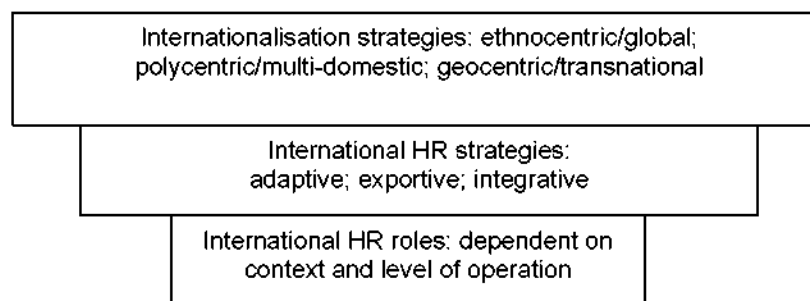 Internationalisation strategies: ethnocentric/global;
polycentric/multi-domestic; geocentric/transnational
International HR strategies:
adaptive; exportive; integrative
International HR roles: dependent on
context and level of operation